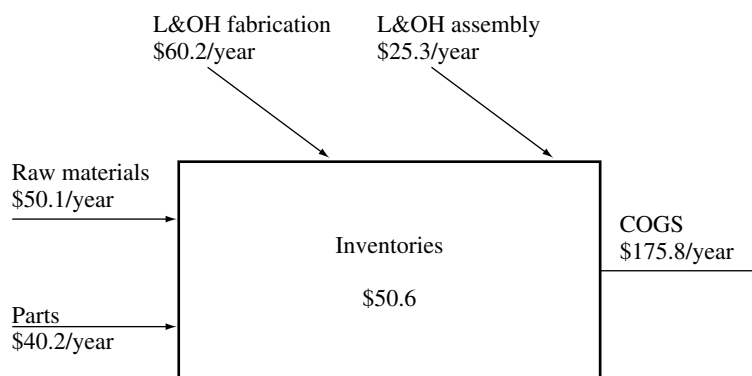 L&OH fabrication
$60.2/year
L&OH assembly
$25.3/year
Raw materials
$50.1/year
Inventories
$50.6
COGS
$175.8/year
Parts
$40.2/year